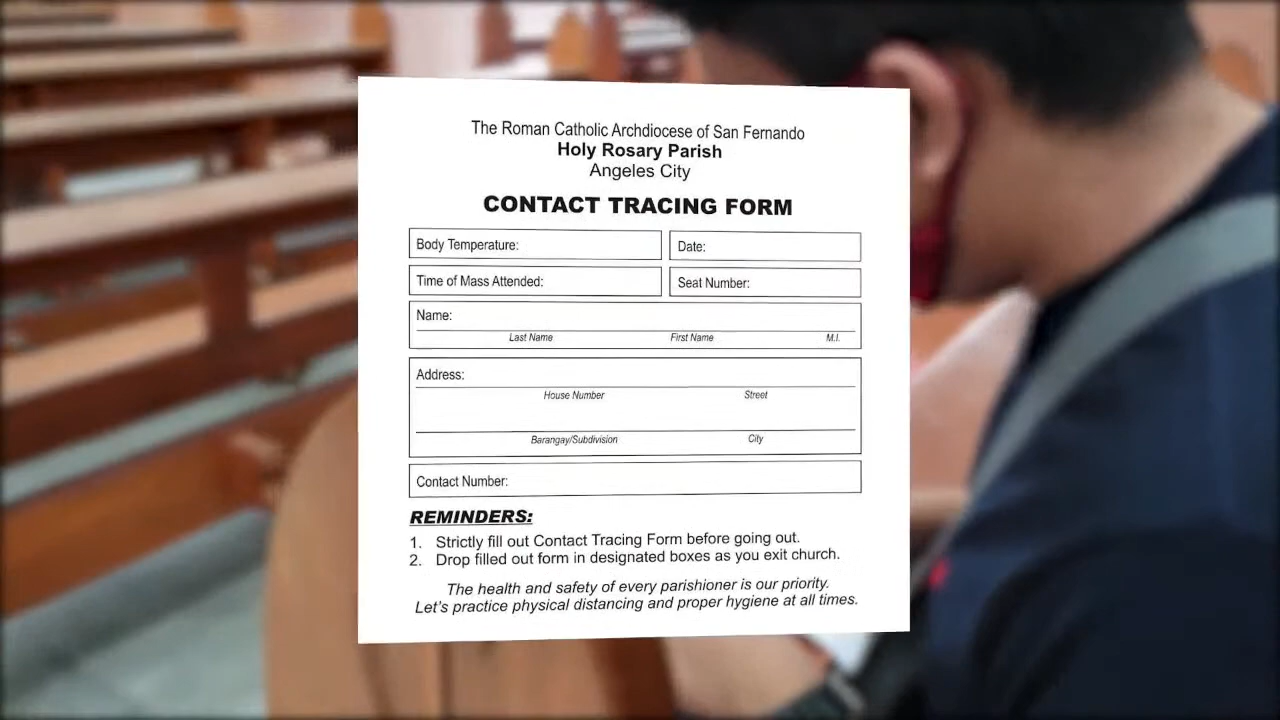 The Roman Catholic Archdiocese of San Fernando
Holy Rosary Parish
Angeles City
CONTACT TRACING FORM
Body Temperature: Date:
Time of Mass Attended: Seat Number:
Name:
Last Name First Name M.I.
Address:
House Number Street
Barangay/Subdivision City
Contact Number:
REMINDERS:
1. Strictly fill out Contact Tracing Form before going out.
2. Drop filled out form in designated boxes as you exit church.
The health and safety of every parishioner is our priority.
Let's practice physical distancing and proper hygiene at all times.